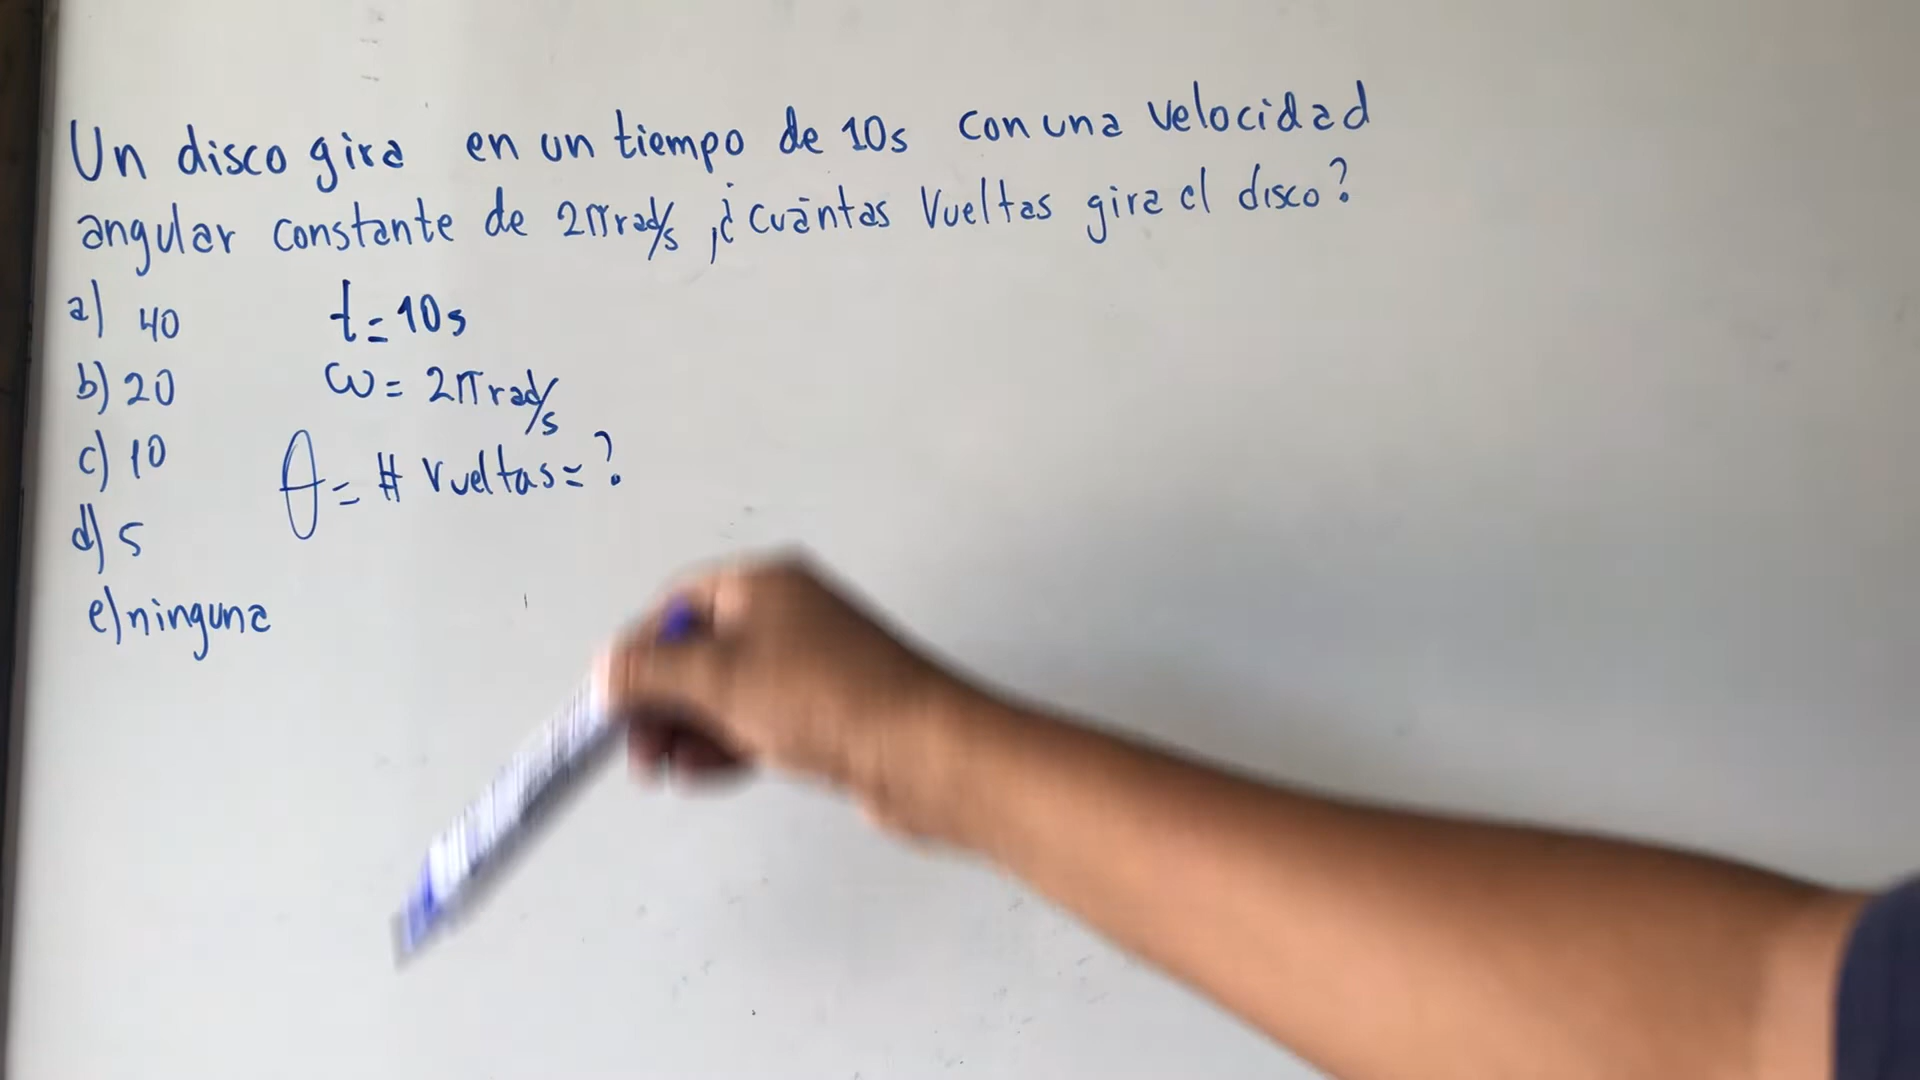 Un disco gira en un tiempo de 10s con una velocidad
angular constante de 2πrad/s ,¿cuántas vueltas gira el disco?
a) 40
t=10s
b) 20
ω= 2πrad/s
c) 10
θ= # vueltas=?
d) 5
e) ninguna